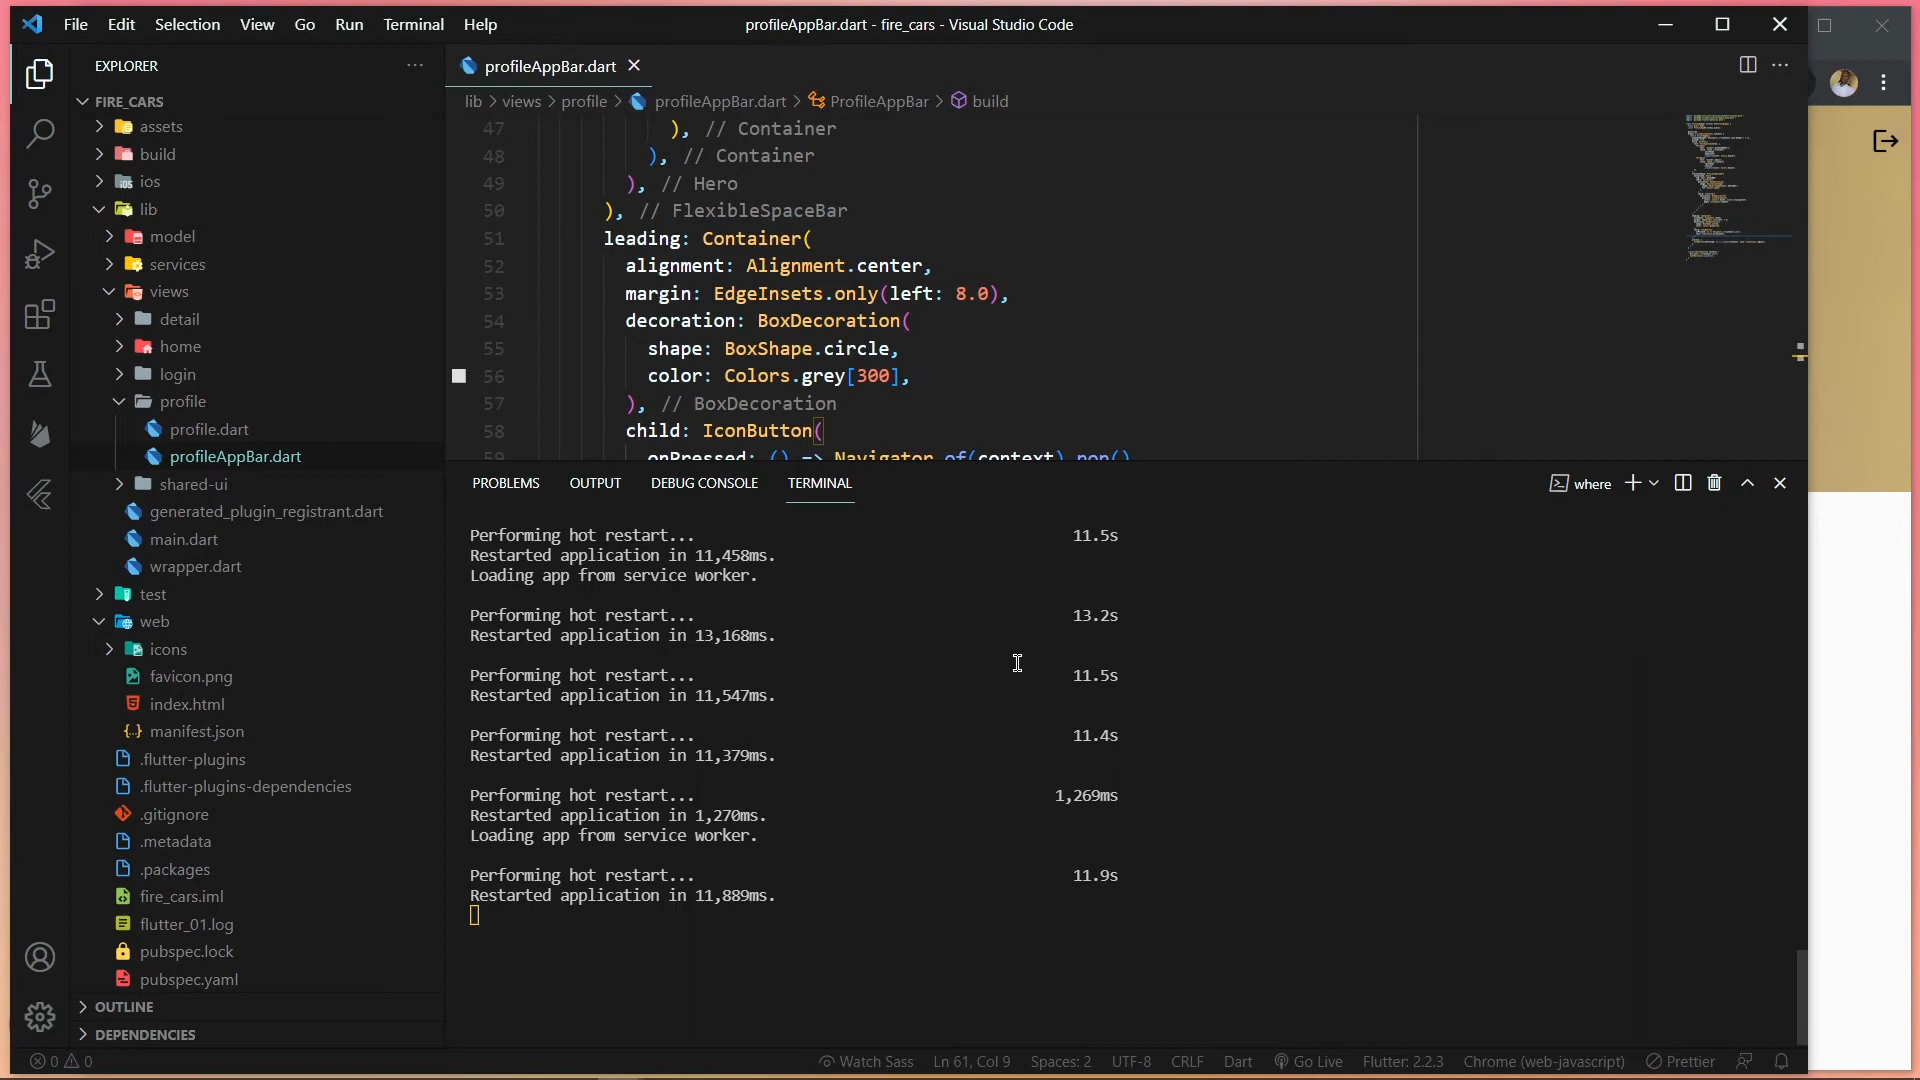 File Edit Selection View Go Run Terminal Help
profileAppBar.dart - fire_cars - Visual Studio Code
EXPLORER
FIRE_CARS
assets
build
ios
lib
model
services
views
detail
home
login
profile
profile.dart
profileAppBar.dart
shared-ui
generated_plugin_registrant.dart
main.dart
wrapper.dart
test
web
icons
favicon.png
index.html
manifest.json
.flutter-plugins
.flutter-plugins-dependencies
.gitignore
.metadata
.packages
fire_cars.iml
flutter_01.log
pubspec.lock
pubspec.yaml
OUTLINE
DEPENDENCIES
profileAppBar.dart
lib > views > profile > profileAppBar.dart > ProfileAppBar > build
47 ), // Container
48 ), // Container
49 ), // Hero
50 ), // FlexibleSpaceBar
51 leading: Container(
52 alignment: Alignment.center,
53 margin: EdgeInsets.only(left: 8.0),
54 decoration: BoxDecoration(
55 shape: BoxShape.circle,
56 color: Colors.grey[300],
57 ), // BoxDecoration
58 child: IconButton(
59 onPressed: () => Navigator.of(context).pop()
PROBLEMS OUTPUT DEBUG CONSOLE TERMINAL where
Performing hot restart... 11.5s
Restarted application in 11,458ms.
Loading app from service worker.
Performing hot restart... 13.2s
Restarted application in 13,168ms.
Performing hot restart... 11.5s
Restarted application in 11,547ms.
Performing hot restart... 11.4s
Restarted application in 11,379ms.
Performing hot restart... 1,269ms
Restarted application in 1,270ms.
Loading app from service worker.
Performing hot restart... 11.9s
Restarted application in 11,889ms.
0 0 Watch Sass Ln 61, Col 9 Spaces: 2 UTF-8 CRLF Dart Go Live Flutter: 2.2.3 Chrome (web-javascript) Prettier